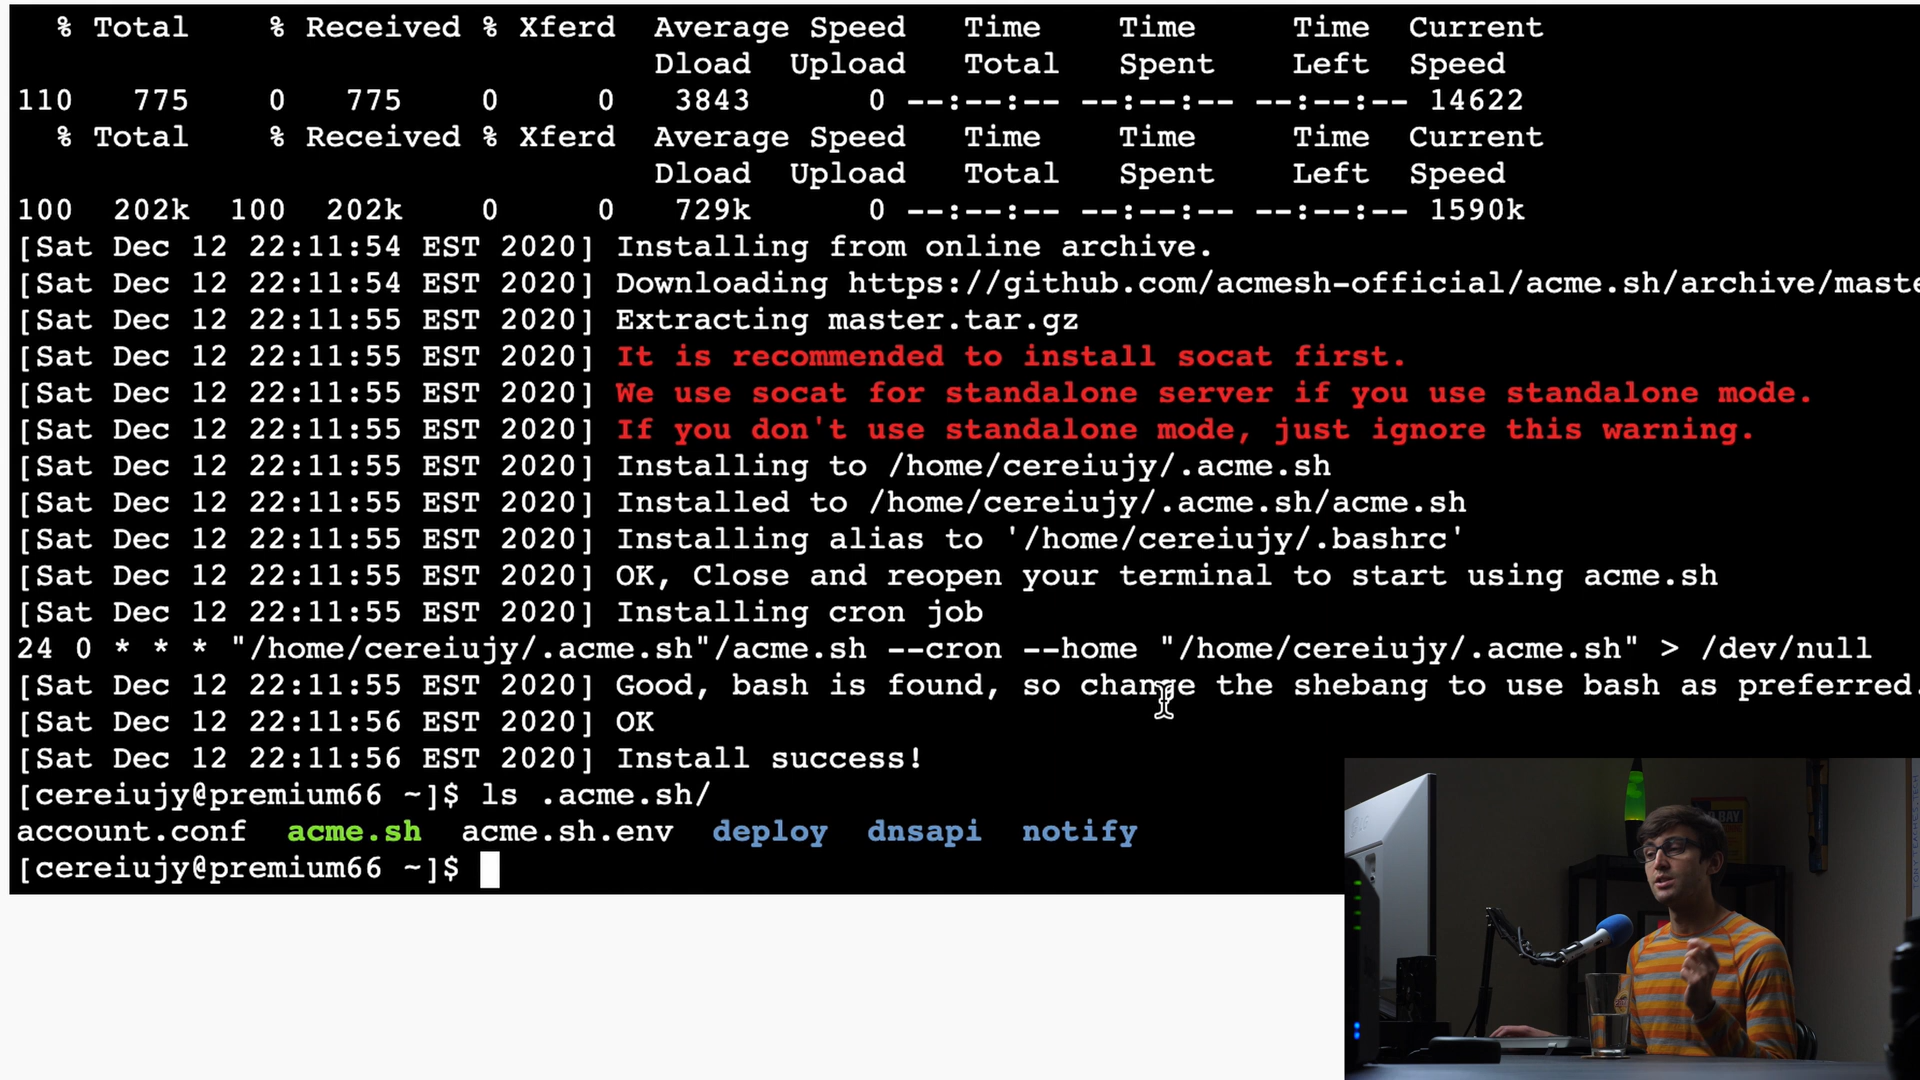 % Total % Received % Xferd Average Speed Time Time Time Current
Dload Upload Total Spent Left Speed
110 775 0 775 0 0 3843 0 --:--:-- --:--:-- --:--:-- 14622
% Total % Received % Xferd Average Speed Time Time Time Current
Dload Upload Total Spent Left Speed
100 202k 100 202k 0 0 729k 0 --:--:-- --:--:-- --:--:-- 1590k
[Sat Dec 12 22:11:54 EST 2020] Installing from online archive.
[Sat Dec 12 22:11:54 EST 2020] Downloading https://github.com/acmesh-official/acme.sh/archive/maste
[Sat Dec 12 22:11:55 EST 2020] Extracting master.tar.gz
[Sat Dec 12 22:11:55 EST 2020] It is recommended to install socat first.
[Sat Dec 12 22:11:55 EST 2020] We use socat for standalone server if you use standalone mode.
[Sat Dec 12 22:11:55 EST 2020] If you don't use standalone mode, just ignore this warning.
[Sat Dec 12 22:11:55 EST 2020] Installing to /home/cereiujy/.acme.sh
[Sat Dec 12 22:11:55 EST 2020] Installed to /home/cereiujy/.acme.sh/acme.sh
[Sat Dec 12 22:11:55 EST 2020] Installing alias to '/home/cereiujy/.bashrc'
[Sat Dec 12 22:11:55 EST 2020] OK, Close and reopen your terminal to start using acme.sh
[Sat Dec 12 22:11:55 EST 2020] Installing cron job
24 0 * * * "/home/cereiujy/.acme.sh"/acme.sh --cron --home "/home/cereiujy/.acme.sh" > /dev/null
[Sat Dec 12 22:11:55 EST 2020] Good, bash is found, so change the shebang to use bash as preferred.
[Sat Dec 12 22:11:56 EST 2020] OK
[Sat Dec 12 22:11:56 EST 2020] Install success!
[cereiujy@premium66 ~]$ ls .acme.sh/
account.conf acme.sh acme.sh.env deploy dnsapi notify
[cereiujy@premium66 ~]$